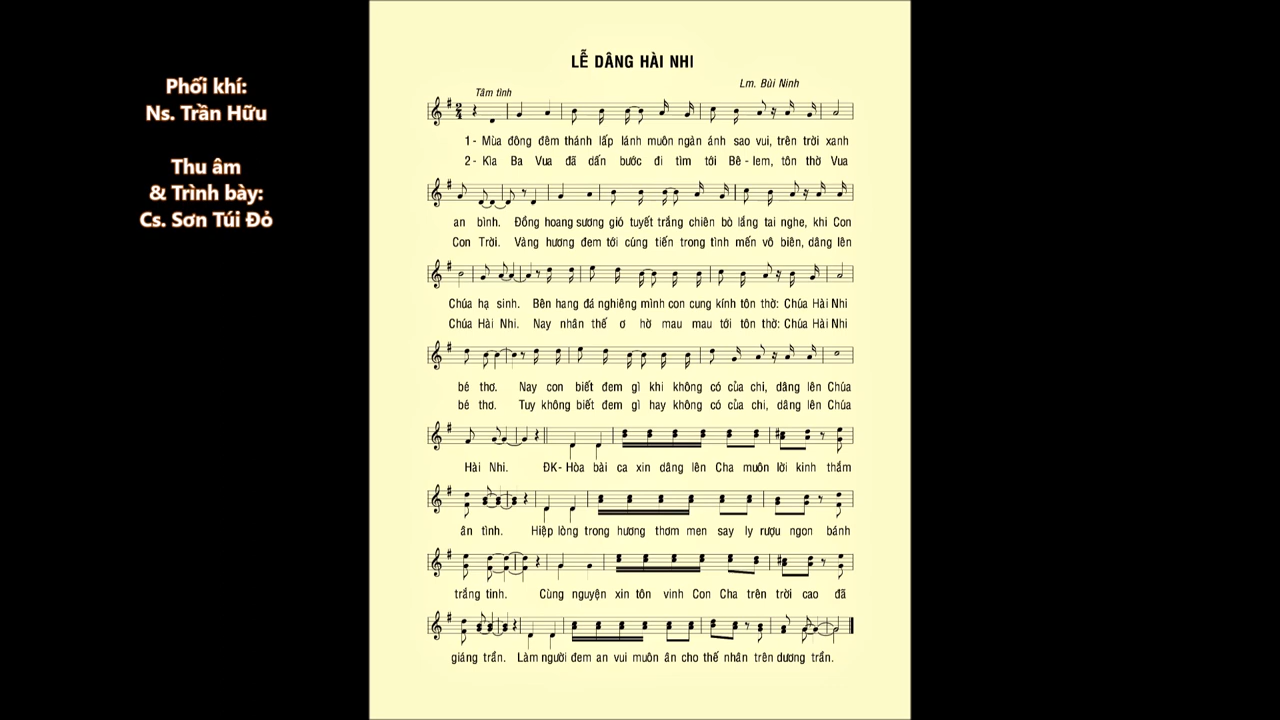 Phối khí:
Ns. Trần Hữu
Thu âm
& Trình bày:
Cs. Sơn Túi Đỏ
LỄ DÂNG HÀI NHI
Lm. Bùi Ninh
Tâm tình
2
4
1- Mùa đông đêm thánh lấp lánh muôn ngàn ánh sao vui, trên trời xanh
2- Kìa Ba Vua đã dấn bước đi tìm tới Bê - lem, tôn thờ Vua
an bình. Đồng hoang sương gió tuyết trắng chiên bò lắng tai nghe, khi Con
Con Trời. Vàng hương đem tới cúng tiến trong tình mến vô biên, dâng lên
Chúa hạ sinh. Bên hang đá nghiêng mình con cung kính tôn thờ: Chúa Hài Nhi
Chúa Hài Nhi. Nay nhân thế ơ hờ mau mau tới tôn thờ: Chúa Hài Nhi
bé thơ. Nay con biết đem gì khi không có của chi, dâng lên Chúa
bé thơ. Tuy không biết đem gì hay không có của chi, dâng lên Chúa
Hài Nhi. ĐK- Hòa bài ca xin dâng lên Cha muôn lời kinh thắm
ân tình. Hiệp lòng trong hương thơm men say ly rượu ngon bánh
trắng tinh. Cùng nguyện xin tôn vinh Con Cha trên trời cao đã
giáng trần. Làm người đem an vui muôn ân cho thế nhân trên dương trần.